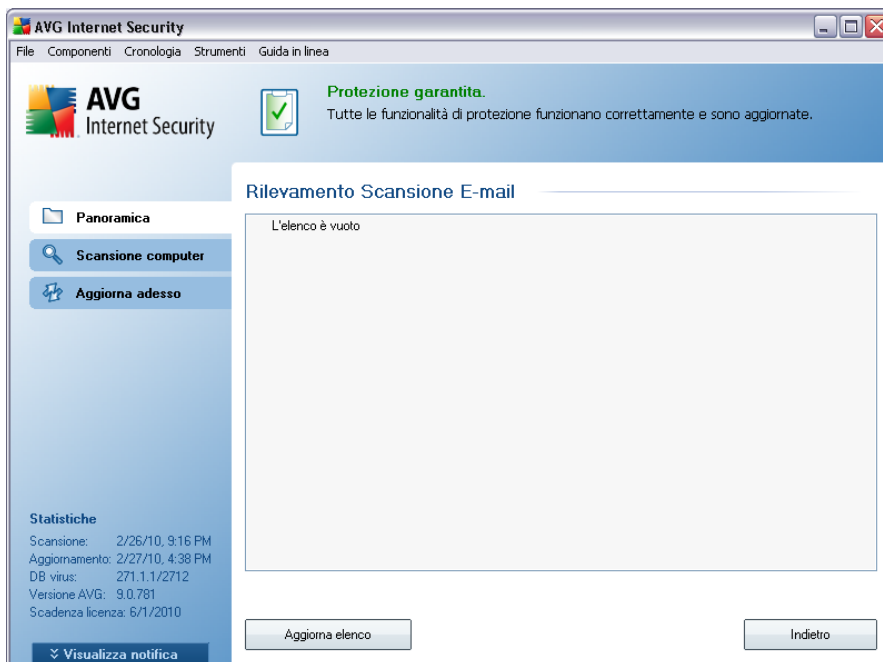 AVG Internet Security
File Componenti Cronologia Strumenti Guida in linea
AVG
Internet Security
Protezione garantita.
Tutte le funzionalità di protezione funzionano correttamente e sono aggiornate.
Panoramica
Scansione computer
Aggiorna adesso
Rilevamento Scansione E-mail
L'elenco è vuoto
Statistiche
Scansione: 2/26/10, 9:16 PM
Aggiornamento: 2/27/10, 4:38 PM
DB virus: 271.1.1/2712
Versione AVG: 9.0.781
Scadenza licenza: 6/1/2010
Visualizza notifica
Aggiorna elenco
Indietro